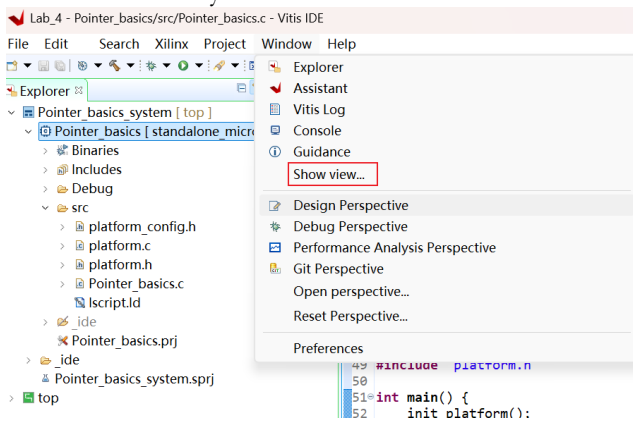 Lab_4 - Pointer_basics/src/Pointer_basics.c - Vitis IDE
File Edit Search Xilinx Project Window Help
Explorer
Pointer_basics_system [ top ]
Pointer_basics [ standalone_micro
Binaries
Includes
Debug
src
platform_config.h
platform.c
platform.h
Pointer_basics.c
lscript.ld
_ide
Pointer_basics.prj
_ide
Pointer_basics_system.sprj
top
Explorer
Assistant
Vitis Log
Console
Guidance
Show view...
Design Perspective
Debug Perspective
Performance Analysis Perspective
Git Perspective
Open perspective...
Reset Perspective...
Preferences
49 #include "platform.h"
50
51 int main() {
52 init_platform();